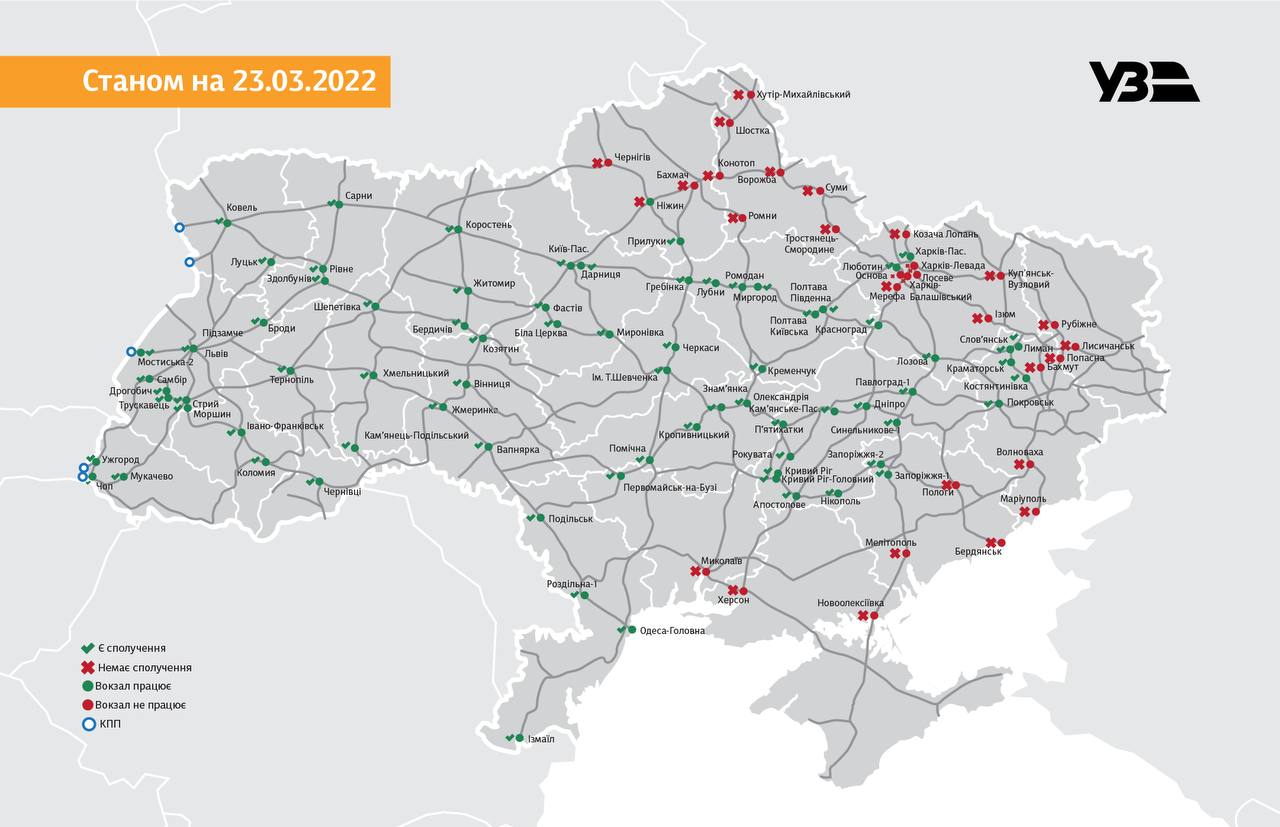 Станом на 23.03.2022
УЗ
Хутір-Михайлівський
Шостка
Чернігів
Конотоп
Бахмач
Ворожба
Суми
Ніжин
Ромни
Тростянець-
Смородине
Прилуки
Сарни
Ковель
Коростень
Київ-Пас.
Дарниця
Луцьк
Рівне
Здолбунів
Житомир
Гребінка
Лубни
Ромодан
Миргород
Полтава
Південна
Полтава
Київська
Козача Лопань
Харків-Пас.
Харків-Левада
Люботин
Основа
Лосеве
Харків-
Балашівський
Мерефа
Куп'янськ-
Вузловий
Красноград
Ізюм
Рубіжне
Слов'янськ
Лиман
Лисичанськ
Попасна
Бахмут
Краматорськ
Костянтинівка
Лозова
Шепетівка
Фастів
Біла Церква
Миронівка
Бердичів
Козятин
Броди
Підзамче
Львів
Мостиська-2
Самбір
Дрогобич
Трускавець
Стрий
Моршин
Тернопіль
Хмельницький
Вінниця
Черкаси
Ім. Т.Шевченка
Кременчук
Павлоград-1
Покровськ
Знам'янка
Олександрія
Кам'янське-Пас.
Дніпро
Жмеринка
Івано-Франківськ
Кам'янець-Подільський
Кропивницький
П'ятихатки
Синельникове-1
Вапнярка
Помічна
Рокувата
Запоріжжя-2
Волноваха
Ужгород
Чоп
Мукачево
Коломия
Чернівці
Первомайськ-на-Бузі
Кривий Ріг
Кривий Ріг-Головний
Запоріжжя-1
Пологи
Апостолове
Нікополь
Маріуполь
Подільськ
Мелітополь
Бердянськ
Миколаїв
Роздільна-1
Херсон
Новоолексіївка
Одеса-Головна
Ізмаїл
Є сполучення
Немає сполучення
Вокзал працює
Вокзал не працює
КПП